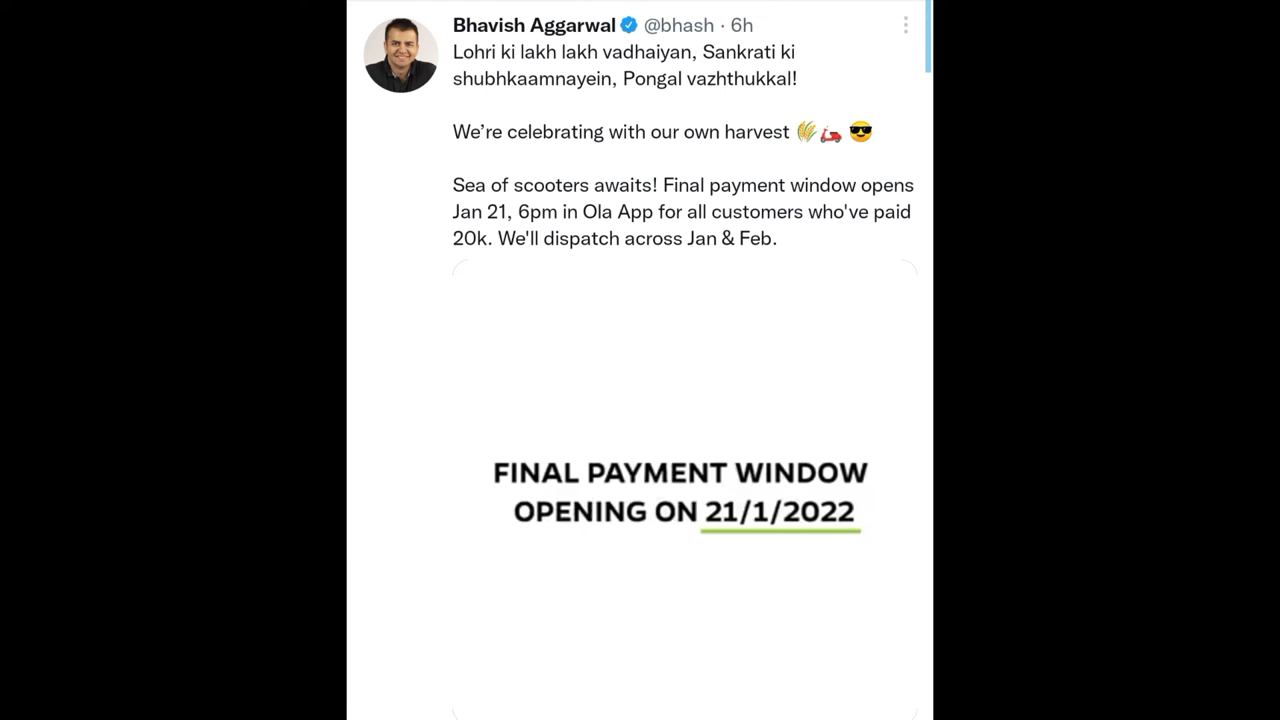 Bhavish Aggarwal @bhash · 6h
Lohri ki lakh lakh vadhaiyan, Sankrati ki
shubhkaamnayein, Pongal vazhthukkal!
We’re celebrating with our own harvest 🌾🛵 😎
Sea of scooters awaits! Final payment window opens
Jan 21, 6pm in Ola App for all customers who've paid
20k. We'll dispatch across Jan & Feb.
FINAL PAYMENT WINDOW
OPENING ON 21/1/2022